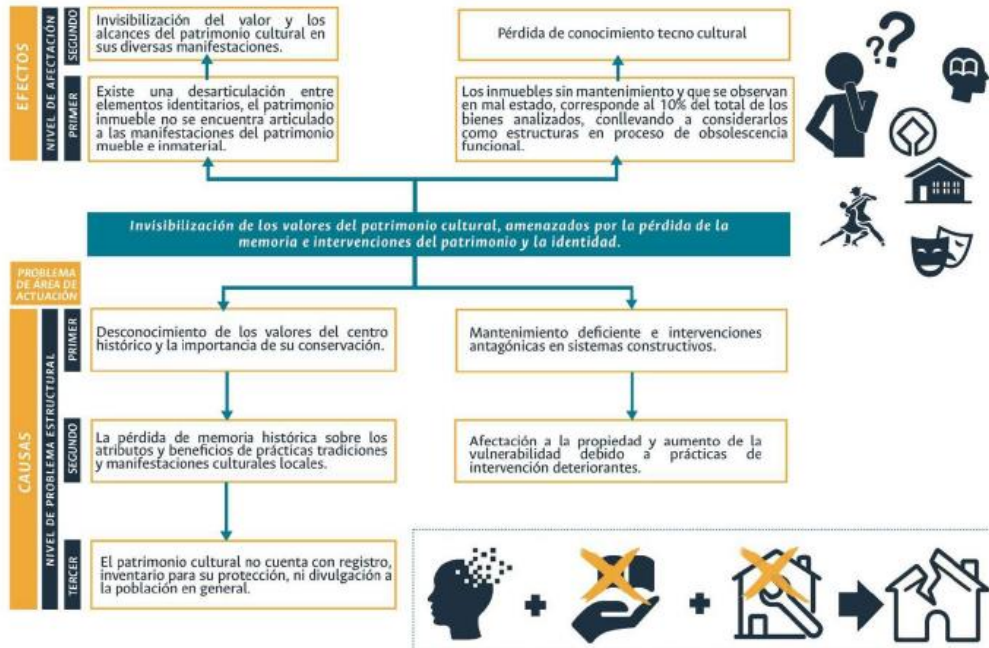 EFECTOS
NIVEL DE AFECTACIÓN
SEGUNDO
Invisibilización del valor y los
alcances del patrimonio cultural en
sus diversas manifestaciones.
Pérdida de conocimiento tecno cultural
PRIMER
Existe una desarticulación entre
elementos identitarios, el patrimonio
inmueble no se encuentra articulado
a las manifestaciones del patrimonio
mueble e inmaterial.
Los inmuebles sin mantenimiento y que se observan
en mal estado, corresponde al 10% del total de los
bienes analizados, conllevando a considerarlos
como estructuras en proceso de obsolescencia
funcional.
Invisibilización de los valores del patrimonio cultural, amenazados por la pérdida de la
memoria e intervenciones del patrimonio y la identidad.
PROBLEMA
DE ÁREA DE
ACTUACIÓN
CAUSAS
NIVEL DE PROBLEMA ESTRUCTURAL
PRIMER
Desconocimiento de los valores del centro
histórico y la importancia de su conservación.
Mantenimiento deficiente e intervenciones
antagónicas en sistemas constructivos.
SEGUNDO
La pérdida de memoria histórica sobre los
atributos y beneficios de prácticas tradiciones
y manifestaciones culturales locales.
Afectación a la propiedad y aumento de la
vulnerabilidad debido a prácticas de
intervención deteriorantes.
TERCER
El patrimonio cultural no cuenta con registro,
inventario para su protección, ni divulgación a
la población en general.